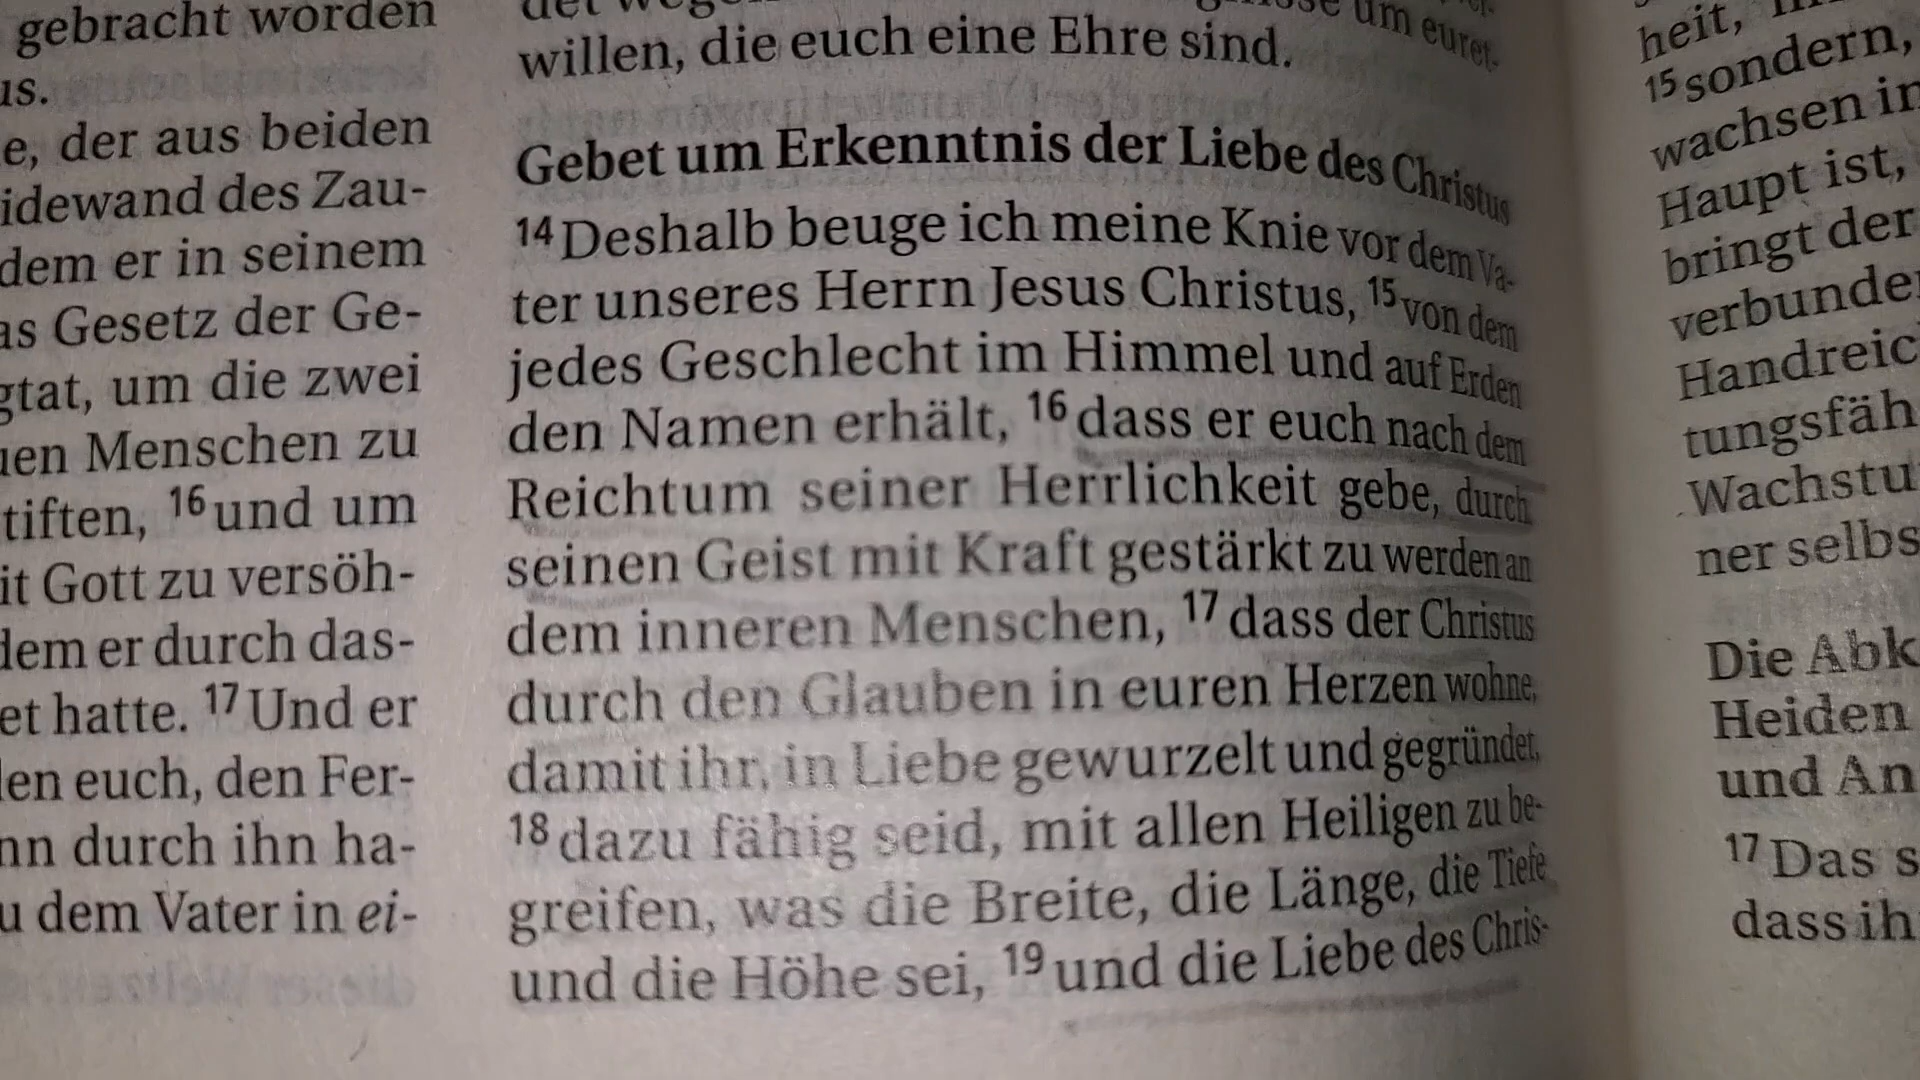 gebracht worden
us.
e, der aus beiden
idewand des Zau-
dem er in seinem
as Gesetz der Ge-
gtat, um die zwei
uen Menschen zu
tiften, 16 und um
it Gott zu versöh-
dem er durch das-
et hatte. 17 Und er
den euch, den Fer-
nn durch ihn ha-
u dem Vater in ei-
um euret-
willen, die euch eine Ehre sind.
Gebet um Erkenntnis der Liebe des Christus
14 Deshalb beuge ich meine Knie vor dem Va-
ter unseres Herrn Jesus Christus, 15 von dem
jedes Geschlecht im Himmel und auf Erden
den Namen erhält, 16 dass er euch nach dem
Reichtum seiner Herrlichkeit gebe, durch
seinen Geist mit Kraft gestärkt zu werden an
dem inneren Menschen, 17 dass der Christus
durch den Glauben in euren Herzen wohne,
damit ihr, in Liebe gewurzelt und gegründet,
18 dazu fähig seid, mit allen Heiligen zu be-
greifen, was die Breite, die Länge, die Tiefe
und die Höhe sei, 19 und die Liebe des Chris-
heit,
15 sondern,
wachsen in
Haupt ist,
bringt der
verbunde
Handreic
tungsfäh
Wachstu
ner selbs
Die Abk
Heiden
und An
17 Das s
dass ih